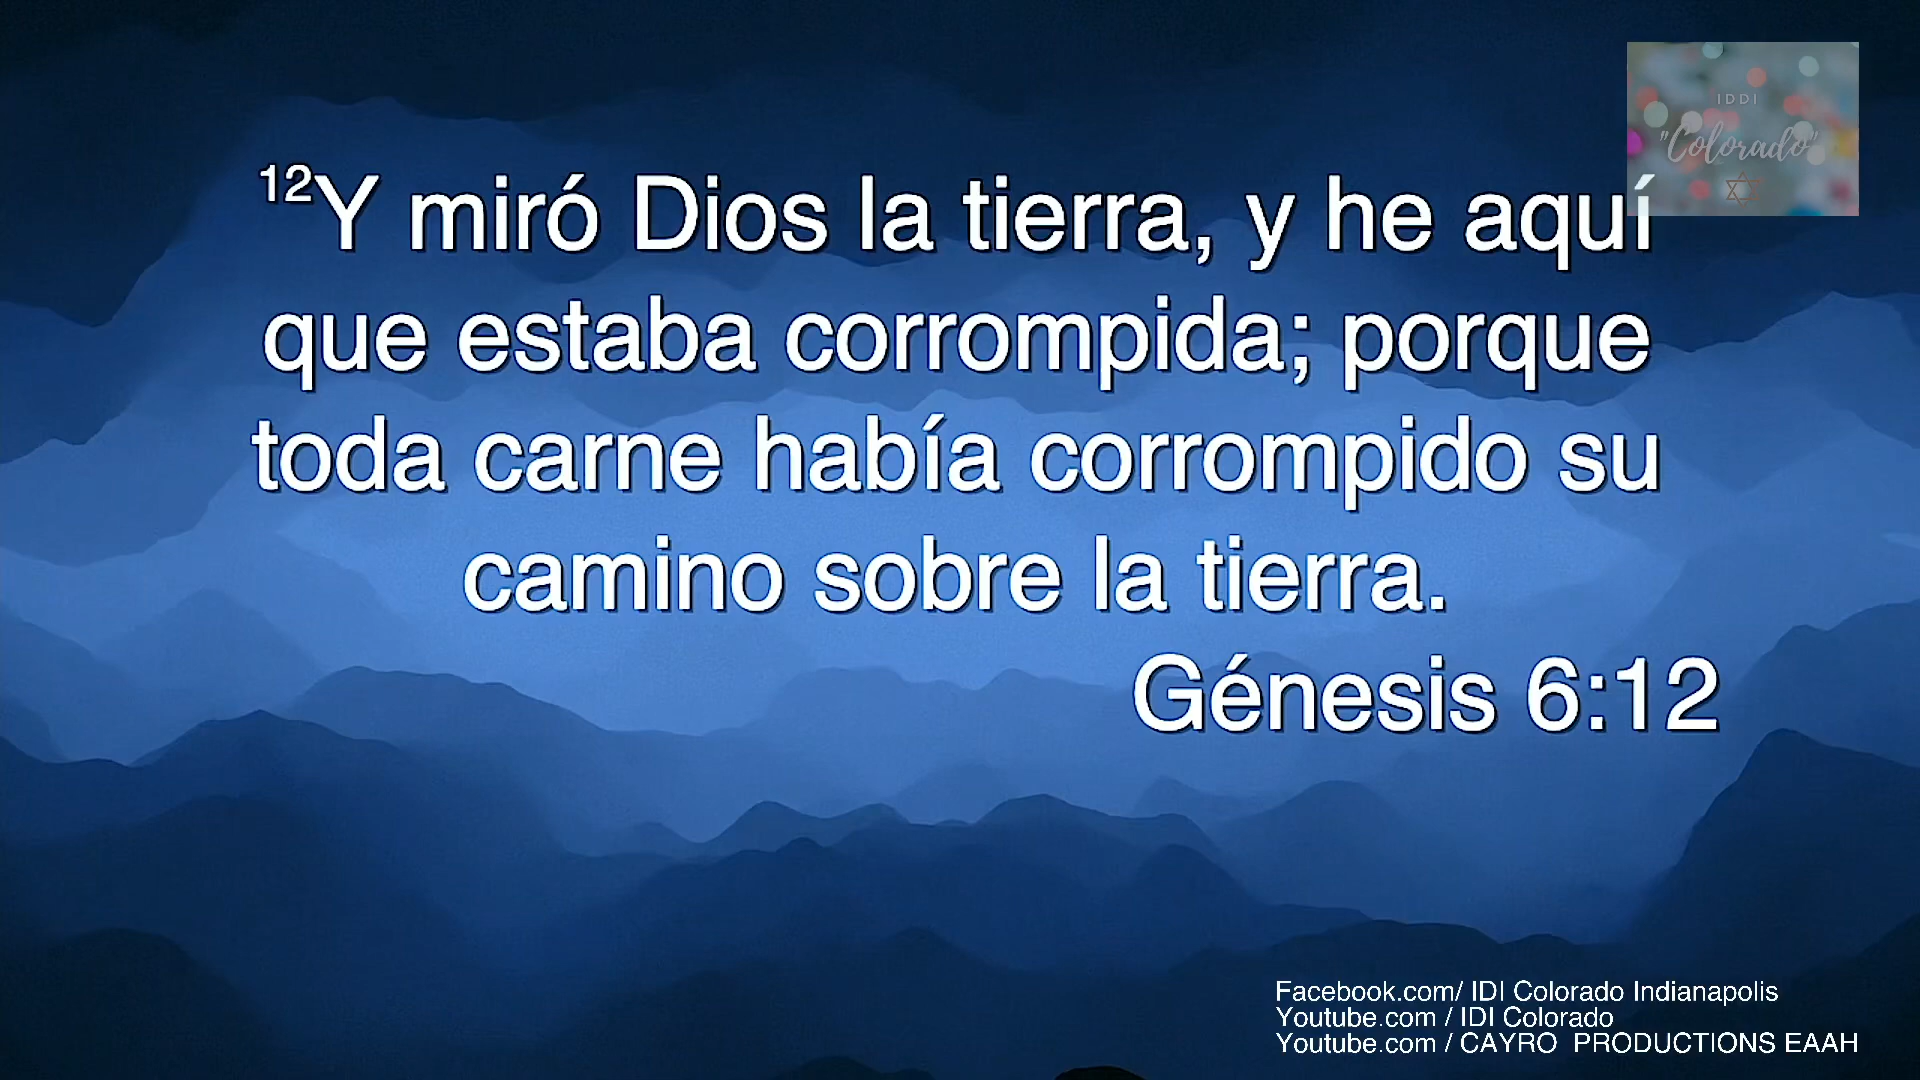 IDDI
"Colorado"
12Y miró Dios la tierra, y he aquí
que estaba corrompida; porque
toda carne había corrompido su
camino sobre la tierra.
Génesis 6:12
Facebook.com/ IDI Colorado Indianapolis
Youtube.com / IDI Colorado
Youtube.com / CAYRO  PRODUCTIONS EAAH